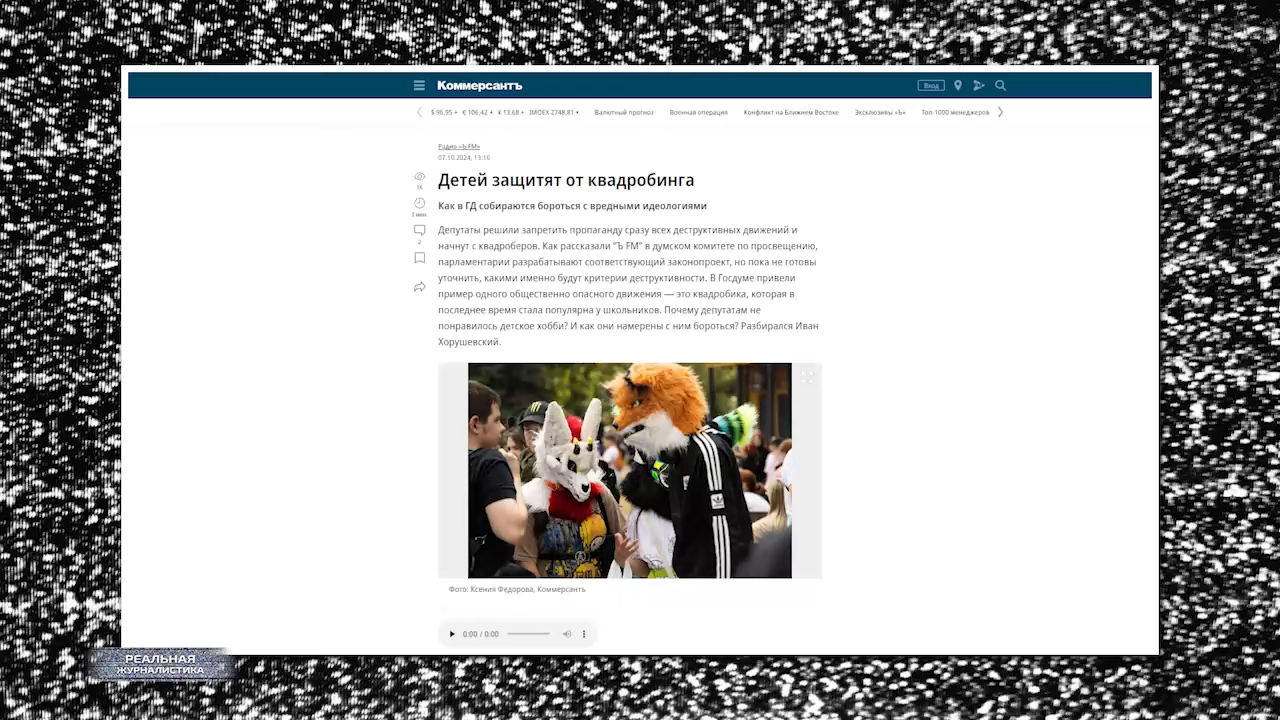 Коммерсантъ
Вход
$ 96,95 € 106,42 ¥ 13,68 IMOEX 2748,81 Валютный прогноз Военная операция Конфликт на Ближнем Востоке Эксклюзивы «Ъ» Топ-1000 менеджеров
Радио «Ъ FM»
07.10.2024, 13:16
16
3 мин.
2
Детей защитят от квадробинга
Как в ГД собираются бороться с вредными идеологиями
Депутаты решили запретить пропаганду сразу всех деструктивных движений и
начнут с квадроберов. Как рассказали “Ъ FM” в думском комитете по просвещению,
парламентарии разрабатывают соответствующий законопроект, но пока не готовы
уточнить, какими именно будут критерии деструктивности. В Госдуме привели
пример одного общественно опасного движения — это квадробика, которая в
последнее время стала популярна у школьников. Почему депутатам не
понравилось детское хобби? И как они намерены с ним бороться? Разбирался Иван
Хорушевский.
Фото: Ксения Федорова, Коммерсантъ
0:00 / 0:00
РЕАЛЬНАЯ
ЖУРНАЛИСТИКА